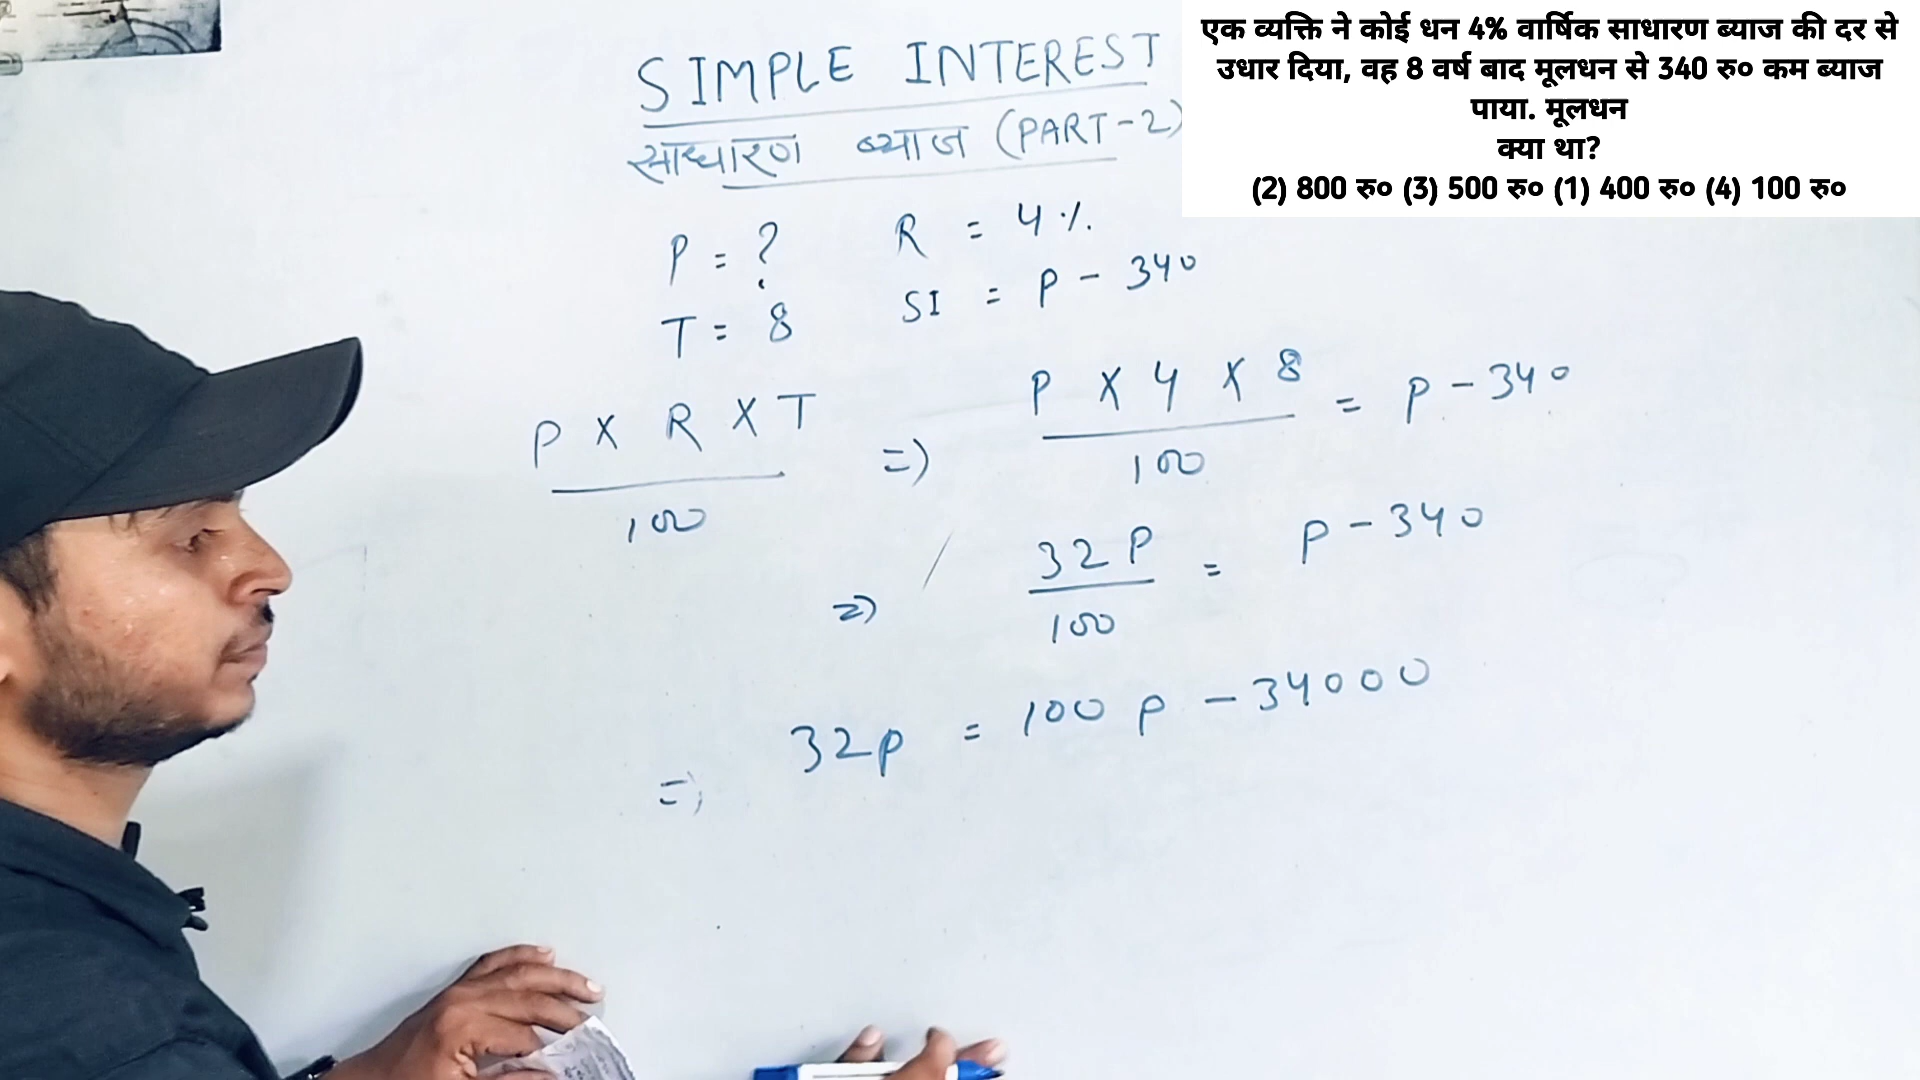 SIMPLE INTEREST
साधारण ब्याज (PART-2)
एक व्यक्ति ने कोई धन 4% वार्षिक साधारण ब्याज की दर से
उधार दिया, वह 8 वर्ष बाद मूलधन से 340 रु० कम ब्याज
पाया. मूलधन
क्या था?
(2) 800 रु० (3) 500 रु० (1) 400 रु० (4) 100 रु०
P = ? R = 4%
T = 8 SI = P - 340
P X R X T / 100 => P X 4 X 8 / 100 = P - 340
=> 32P / 100 = P - 340
=> 32P = 100 P - 34000